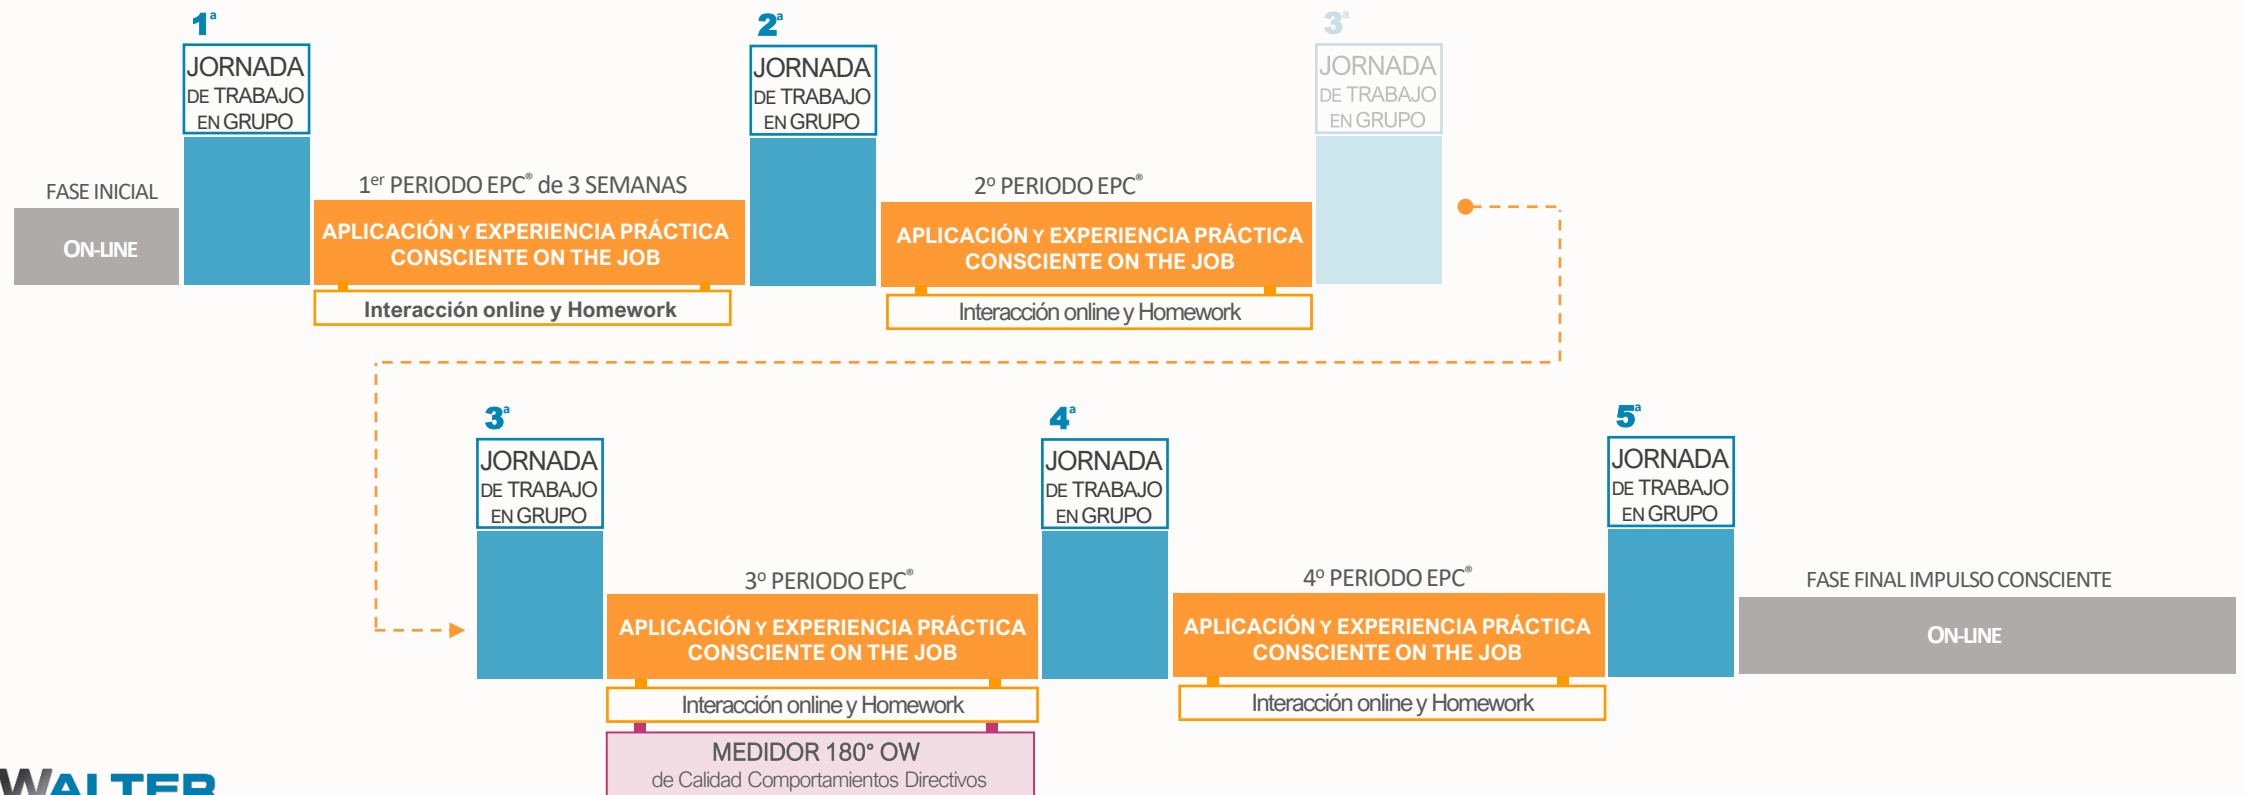 1ª
JORNADA
DE TRABAJO
EN GRUPO
2ª
JORNADA
DE TRABAJO
EN GRUPO
3ª
JORNADA
DE TRABAJO
EN GRUPO
FASE INICIAL
ON-LINE
1er PERIODO EPC® de 3 SEMANAS
APLICACIÓN Y EXPERIENCIA PRÁCTICA
CONSCIENTE ON THE JOB
Interacción online y Homework
2º PERIODO EPC®
APLICACIÓN Y EXPERIENCIA PRÁCTICA
CONSCIENTE ON THE JOB
Interacción online y Homework
3ª
JORNADA
DE TRABAJO
EN GRUPO
4ª
JORNADA
DE TRABAJO
EN GRUPO
5ª
JORNADA
DE TRABAJO
EN GRUPO
3º PERIODO EPC®
APLICACIÓN Y EXPERIENCIA PRÁCTICA
CONSCIENTE ON THE JOB
Interacción online y Homework
MEDIDOR 180° OW
de Calidad Comportamientos Directivos
4º PERIODO EPC®
APLICACIÓN Y EXPERIENCIA PRÁCTICA
CONSCIENTE ON THE JOB
Interacción online y Homework
FASE FINAL IMPULSO CONSCIENTE
ON-LINE
WALTER